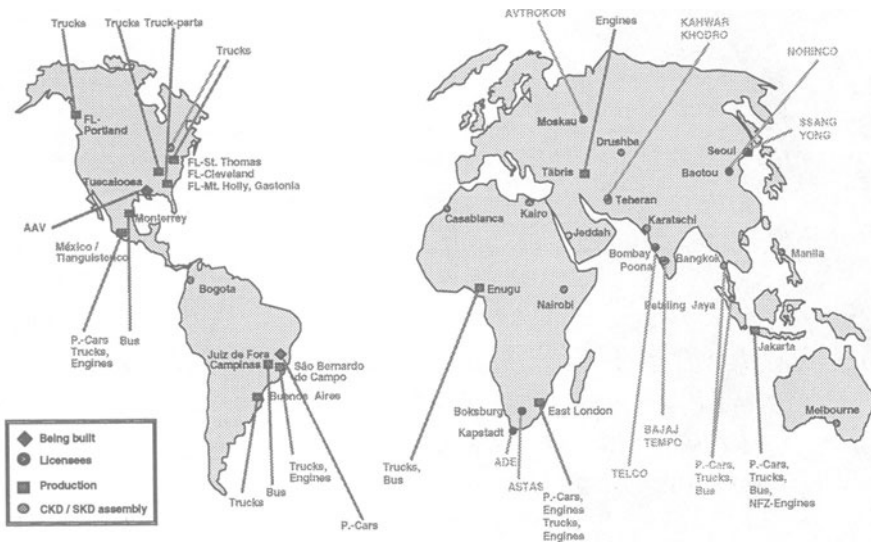 Trucks
Trucks
Truck-parts
Trucks
AVTROKON
Engines
KAHWAR
KHODRO
NORINCO
SSANG
YONG
FL-
Portland
FL-St. Thomas
FL-Cleveland
FL-Mt. Holly, Gastonia
Tuscaloosa
AAV
Monterrey
México /
Tianguistenco
Bogota
P.-Cars
Trucks,
Engines
Bus
Juiz de Fora
Campinas
São Bernardo
do Campo
Buenos Aires
Trucks
Bus
Trucks,
Engines
P.-Cars
Moskau
Drushba
Seoul
Täbris
Baotou
Teheran
Casablanca
Kairo
Karatschi
Jeddah
Bombay
Poona
Bangkok
Manila
Enugu
Nairobi
Petaling Jaya
Jakarta
Boksburg
East London
Kapstadt
Melbourne
Trucks,
Bus
ADE
ASTAS
P.-Cars,
Engines
Trucks,
Engines
TELCO
BAJAJ
TEMPO
P.-Cars,
Trucks,
Bus
P.-Cars,
Trucks,
Bus,
NFZ-Engines
Being built
Licensees
Production
CKD / SKD assembly